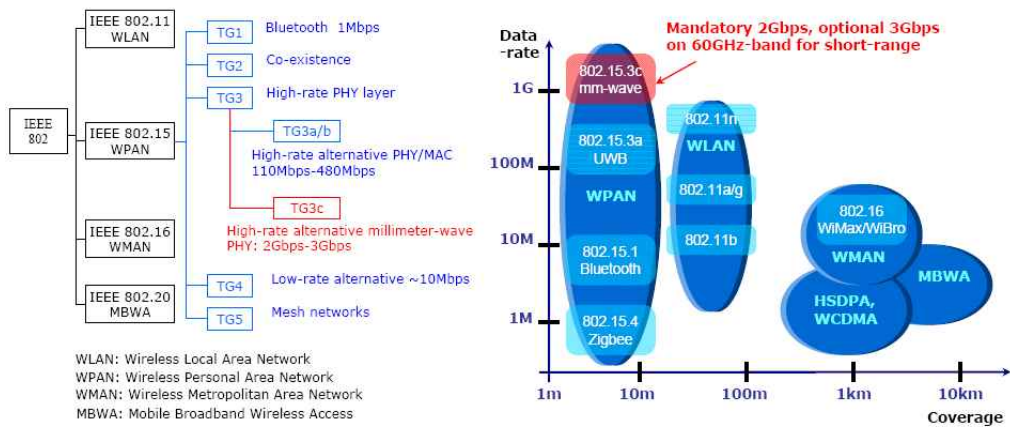 IEEE 802
IEEE 802.11
WLAN
IEEE 802.15
WPAN
IEEE 802.16
WMAN
IEEE 802.20
MBWA
TG1
Bluetooth 1Mbps
TG2
Co-existence
TG3
High-rate PHY layer
TG3a/b
High-rate alternative PHY/MAC
110Mbps-480Mbps
TG3c
High-rate alternative millimeter-wave
PHY: 2Gbps-3Gbps
TG4
Low-rate alternative ~10Mbps
TG5
Mesh networks
WLAN: Wireless Local Area Network
WPAN: Wireless Personal Area Network
WMAN: Wireless Metropolitan Area Network
MBWA: Mobile Broadband Wireless Access
Data
-rate
Mandatory 2Gbps, optional 3Gbps
on 60GHz-band for short-range
1G
100M
10M
1M
802.15.3c
mm-wave
802.15.3a
UWB
WPAN
802.15.1
Bluetooth
802.15.4
Zigbee
802.11n
WLAN
802.11a/g
802.11b
802.16
WiMax/WiBro
WMAN
MBWA
HSDPA,
WCDMA
1m
10m
100m
1km
10km
Coverage